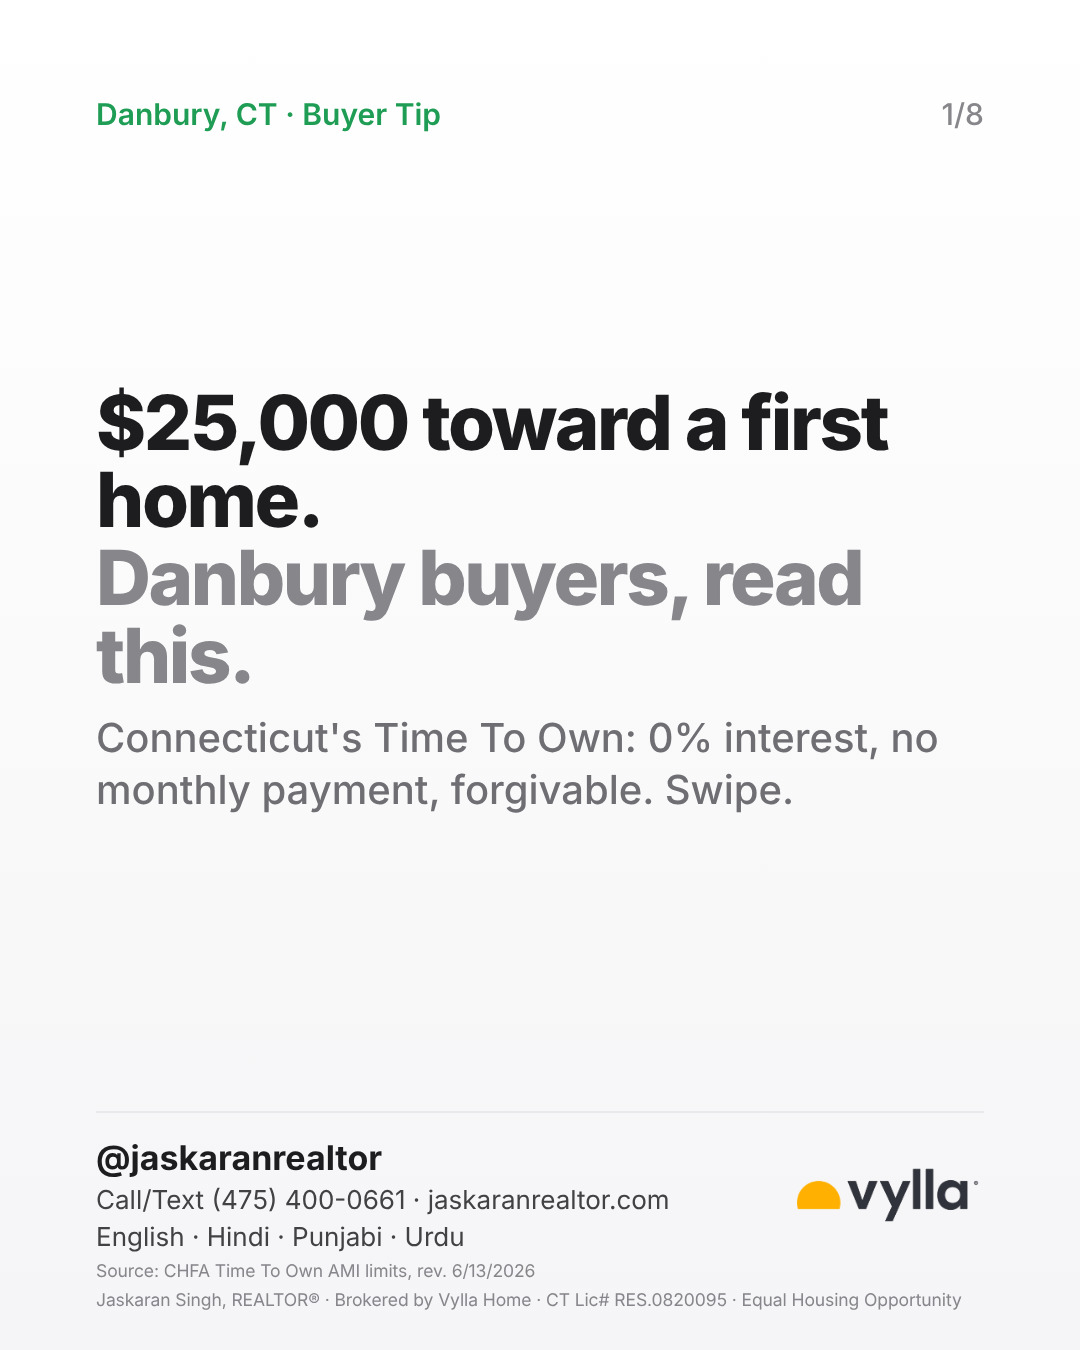 Danbury, CT · Buyer Tip
1/8
$25,000 toward a first
home.
Danbury buyers, read
this.
Connecticut's Time To Own: 0% interest, no
monthly payment, forgivable. Swipe.
@jaskaranrealtor
Call/Text (475) 400-0661 · jaskaranrealtor.com
English · Hindi · Punjabi · Urdu
vylla
Source: CHFA Time To Own AMI limits, rev. 6/13/2026
Jaskaran Singh, REALTOR® · Brokered by Vylla Home · CT Lic# RES.0820095 · Equal Housing Opportunity